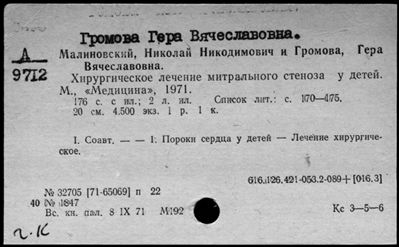 Громова Гера Вячеславовна.
А
9712
Малиновский, Николай Никодимович и Громова, Гера
Вячеславовна.
Хирургическое лечение митрального стеноза у детей.
М., «Медицина», 1971.
176 с. с ил.; 2 л. ил. Список лит.: с. 170—175.
20 см. 4.500 экз. 1 р. 1 к.
I. Соавт. — — 1. Пороки сердца у детей — Лечение хирургиче-
ское.
616.126.421-053.2-089+[016.3]
№ 32705 [71-65069] п 22
40 № 1847
Вс. кн. пал. 8 IX 71 М192
Кс 3—5—6
г.К